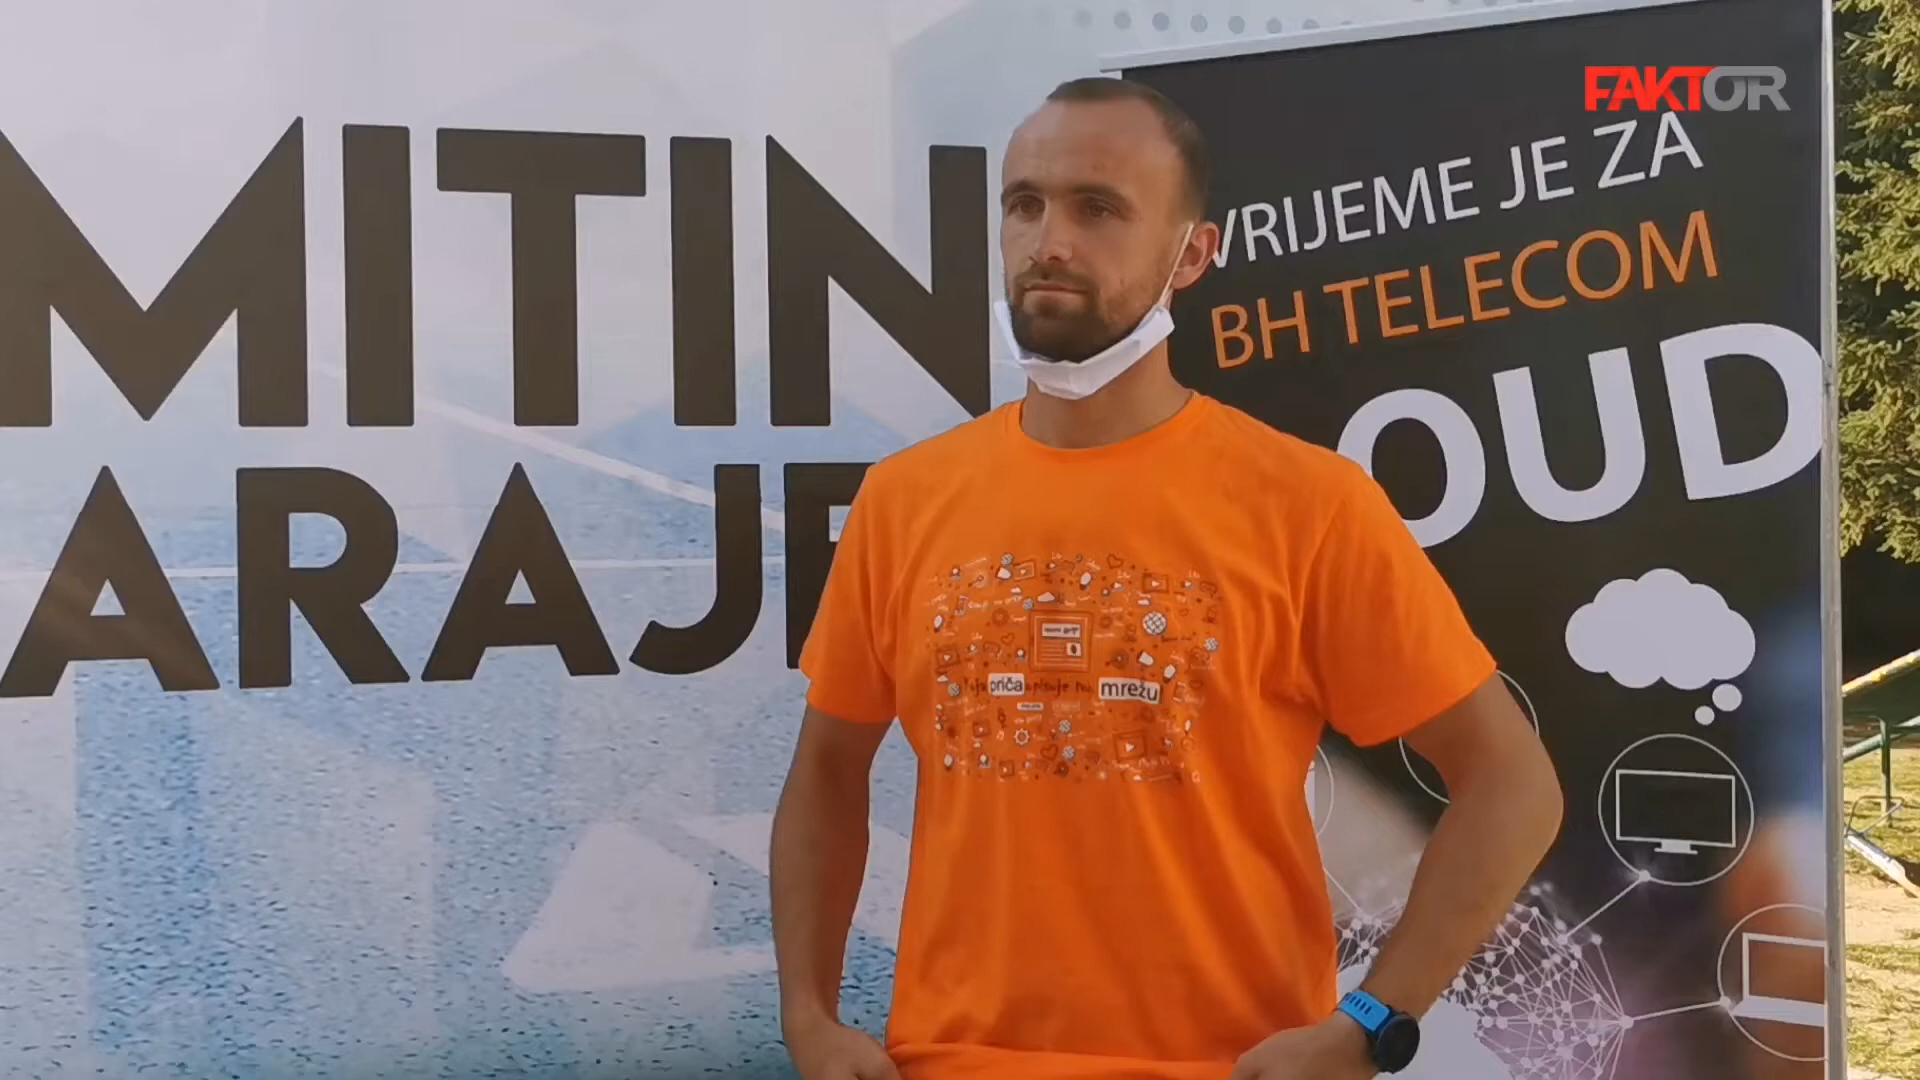 FAKTOR
MITIN
ARAJE
VRIJEME JE ZA
BH TELECOM
OUD
priča
mrežu